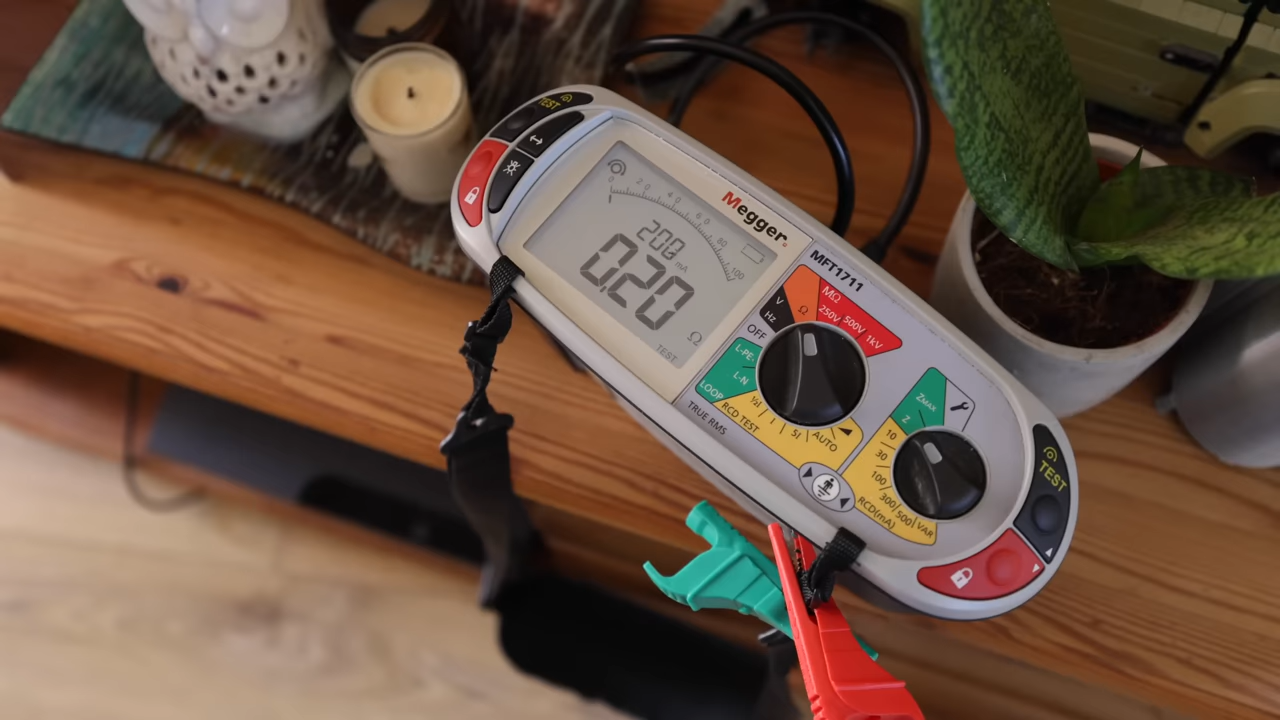 TEST
0 20 40 60 80 100
208 mA
0.20 Ω
TEST
Megger.
MFT1711
MΩ
250V 500V 1kV
Ω
V
Hz
OFF
L-PE
L-N
LOOP
½I
RCD TEST
5I
AUTO
TRUE RMS
ZMAX
Z
10
30
100
300
500
VAR
RCD(mA)
TEST